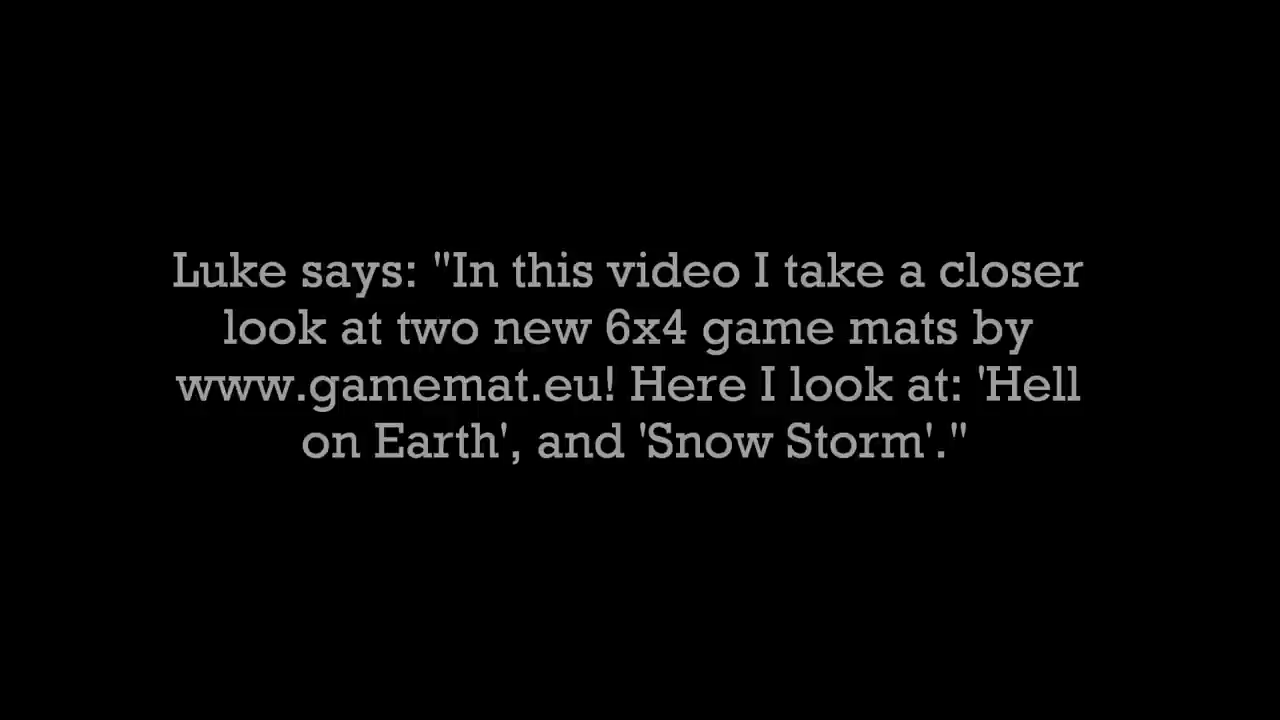 Luke says: "In this video I take a closer
look at two new 6x4 game mats by
www.gamemat.eu! Here I look at: 'Hell
on Earth', and 'Snow Storm'."